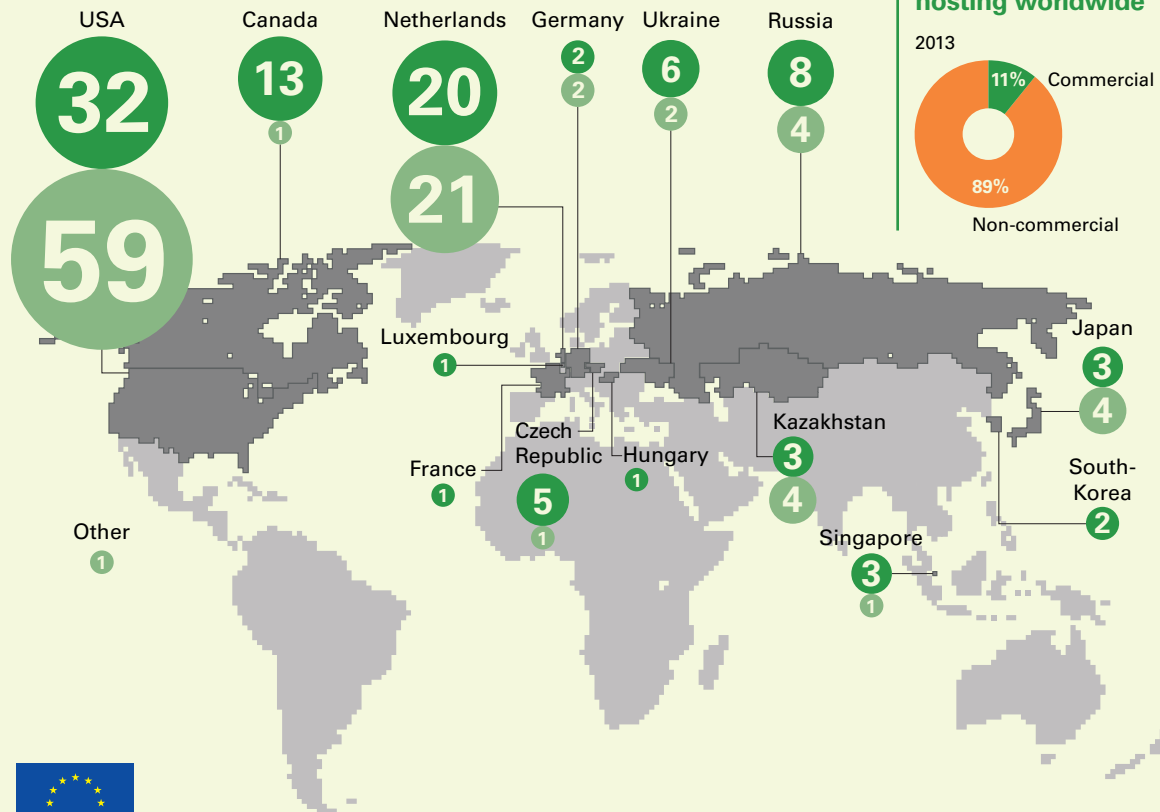 USA
32
59
Canada
13
1
Netherlands
20
21
Germany
2
2
Ukraine
6
2
Russia
8
4
hosting worldwide
2013
11%
Commercial
89%
Non-commercial
Luxembourg
1
Japan
3
4
France
1
Czech
Republic
5
1
Hungary
1
Kazakhstan
3
4
South-
Korea
2
Singapore
3
1
Other
1